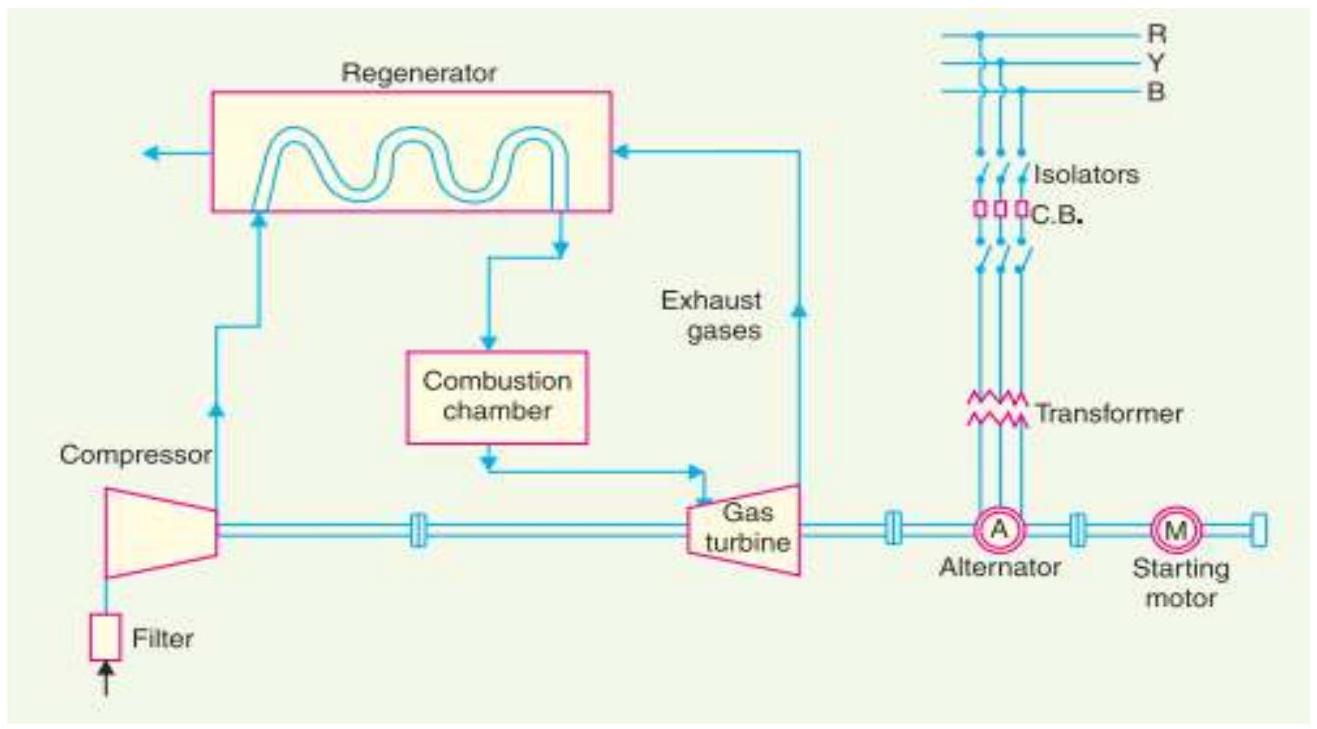 R
Y
B
Regenerator
Isolators
C.B.
Exhaust
gases
Combustion
chamber
Transformer
Compressor
Gas
turbine
A
M
Alternator
Starting
motor
Filter